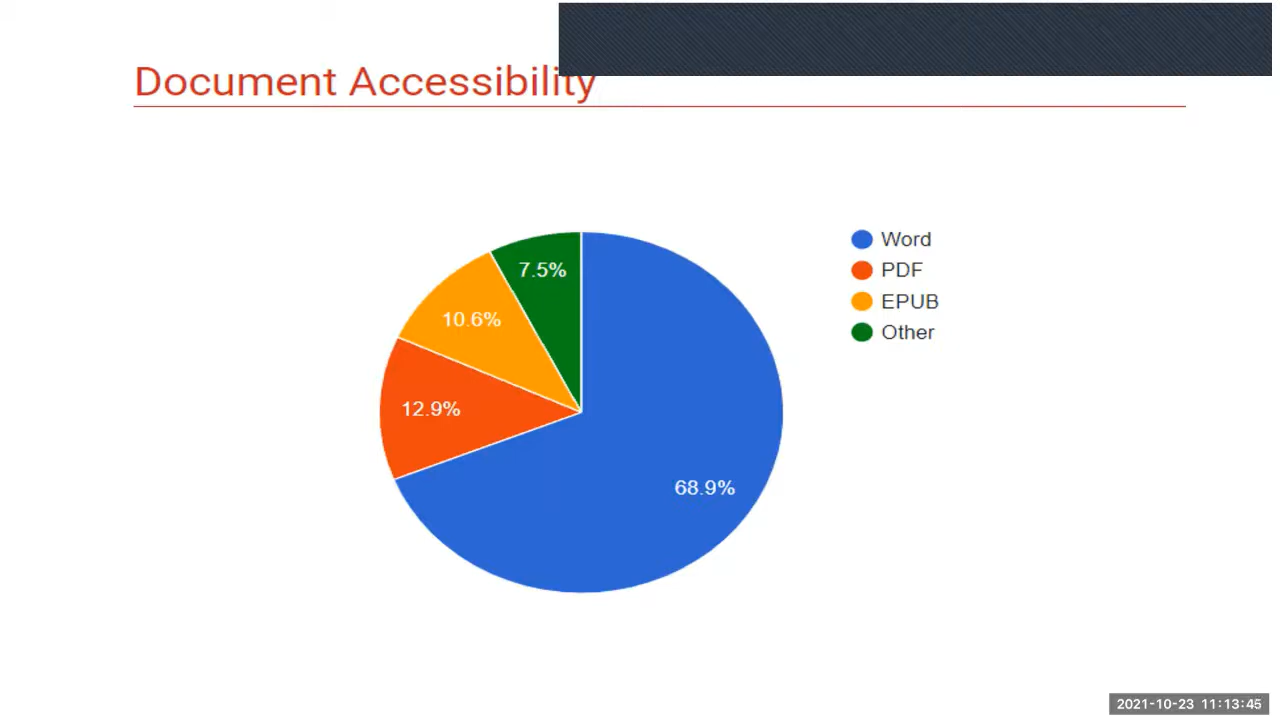 Document Accessibility
Word
PDF
EPUB
Other
7.5%
10.6%
12.9%
68.9%
2021-10-23 11:13:45